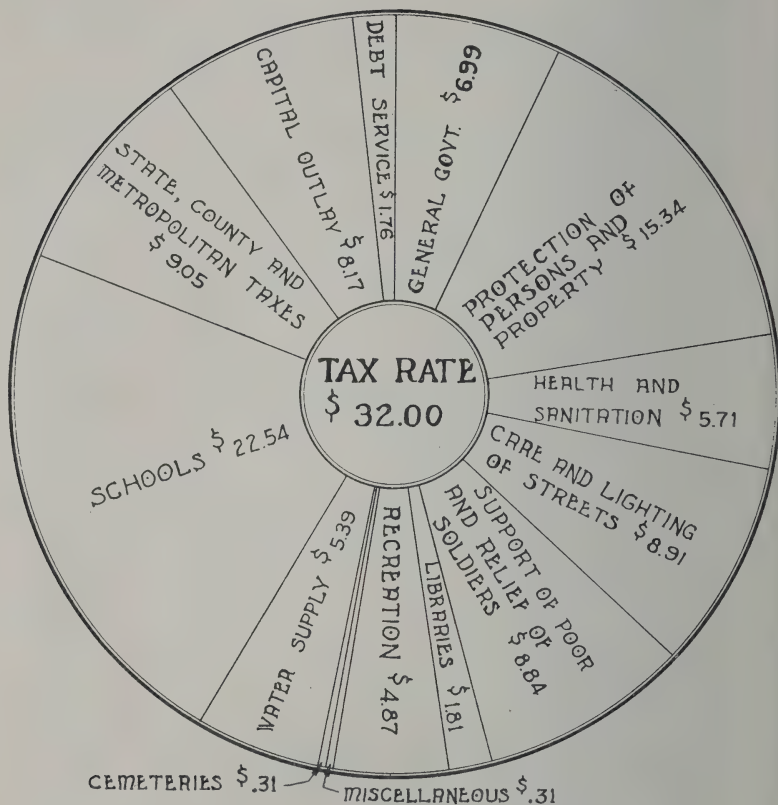 TAX RATE
$ 32.00
GENERAL GOVT. $ 6.99
PROTECTION OF
PERSONS AND
PROPERTY $ 15.34
HEALTH AND
SANITATION $ 5.71
CARE AND LIGHTING
OF STREETS $ 8.91
SUPPORT OF POOR
AND RELIEF OF
SOLDIERS $ 8.84
LIBRARIES $ 1.81
RECREATION $ 4.87
MISCELLANEOUS $ .31
CEMETERIES $ .31
WATER SUPPLY $ 5.39
SCHOOLS $ 22.54
STATE, COUNTY AND
METROPOLITAN TAXES
$ 9.05
CAPITAL OUTLAY $ 8.17
DEBT SERVICE $ 1.76